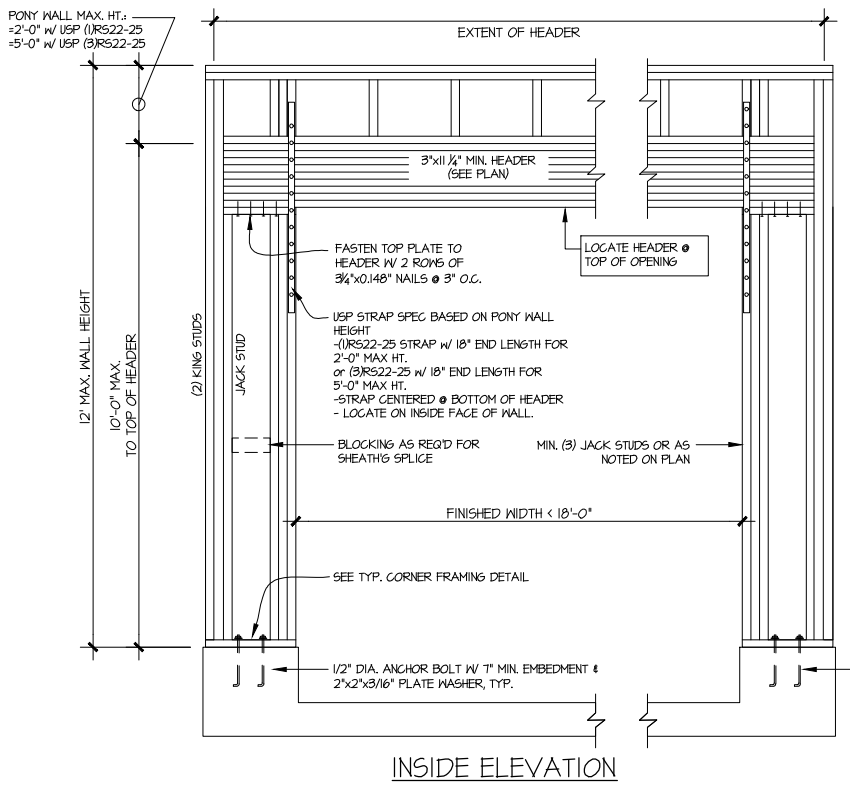 PONY WALL MAX. HT.:
=2'-0" w/ USP (1)RS22-25
=5'-0" w/ USP (3)RS22-25
EXTENT OF HEADER
3"x11 1/4" MIN. HEADER
(SEE PLAN)
FASTEN TOP PLATE TO
HEADER W/ 2 ROWS OF
3 1/4"x0.148" NAILS @ 3" O.C.
LOCATE HEADER @
TOP OF OPENING
USP STRAP SPEC BASED ON PONY WALL
HEIGHT
-(1)RS22-25 STRAP w/ 18" END LENGTH FOR
2'-0" MAX HT.
or (3)RS22-25 w/ 18" END LENGTH FOR
5'-0" MAX HT.
-STRAP CENTERED @ BOTTOM OF HEADER
- LOCATE ON INSIDE FACE OF WALL.
12' MAX. WALL HEIGHT
10'-0" MAX.
TO TOP OF HEADER
(2) KING STUDS
JACK STUD
BLOCKING AS REQ'D FOR
SHEATH'G SPLICE
MIN. (3) JACK STUDS OR AS
NOTED ON PLAN
FINISHED WIDTH < 18'-0"
SEE TYP. CORNER FRAMING DETAIL
1/2" DIA. ANCHOR BOLT W/ 7" MIN. EMBEDMENT &
2"x2"x3/16" PLATE WASHER, TYP.
INSIDE ELEVATION